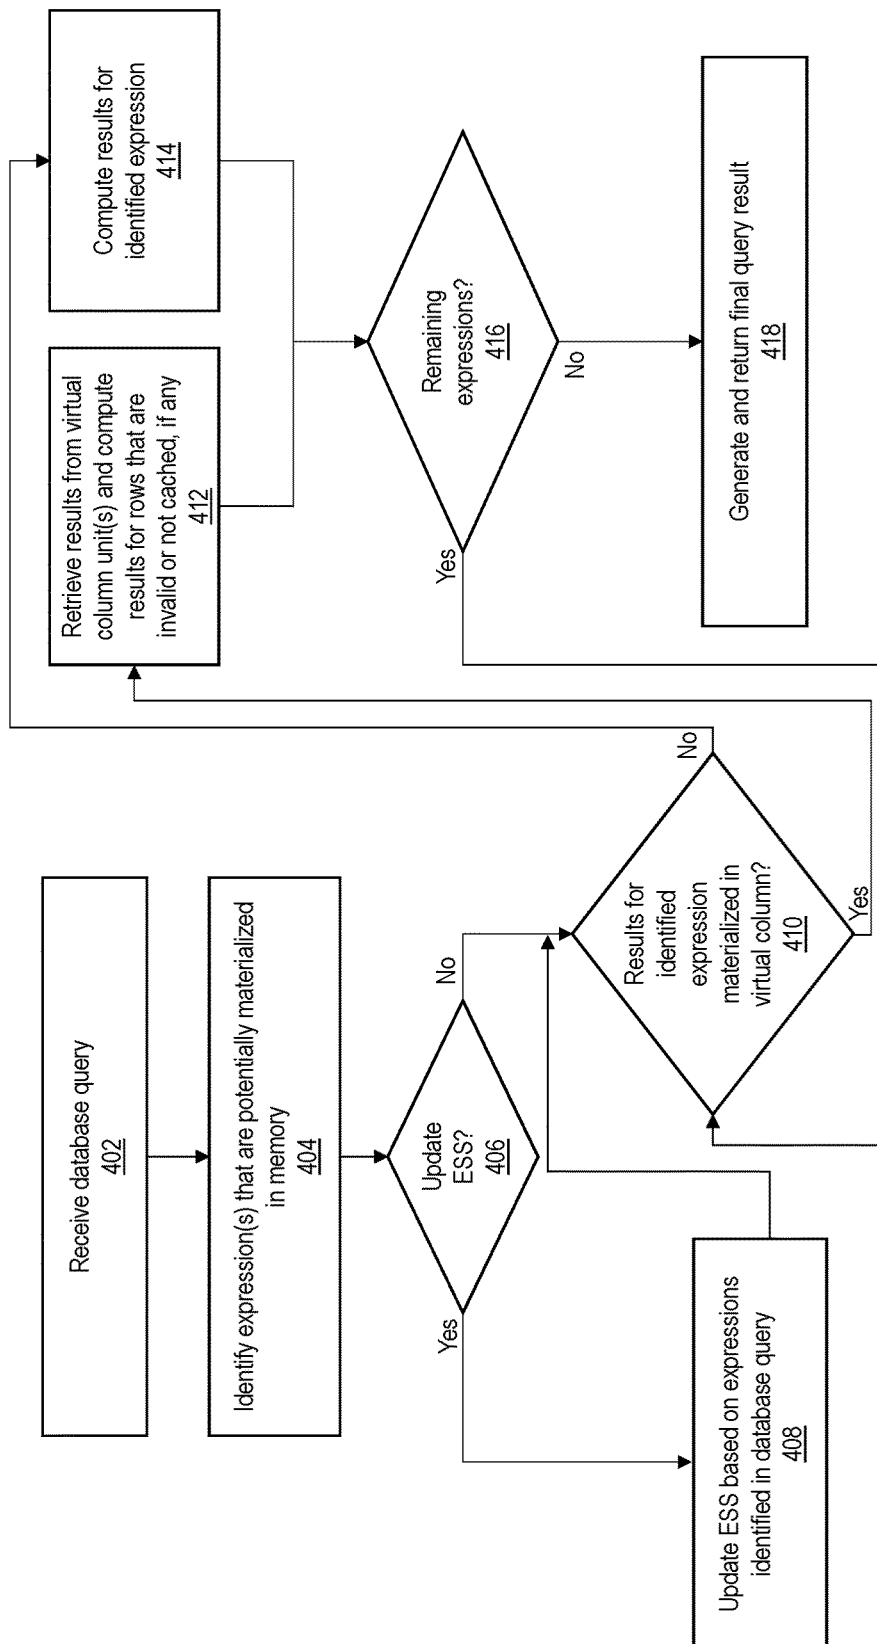 Receive database query
402
Identify expression(s) that are potentially materialized
in memory
404
Update
ESS?
406
Yes
No
Update ESS based on expressions
identified in database query
408
Results for
identified
expression
materialized in
virtual column?
410
No
Yes
Retrieve results from virtual
column unit(s) and compute
results for rows that are
invalid or not cached, if any
412
Compute results for
identified expression
414
Remaining
expressions?
416
Yes
No
Generate and return final query result
418